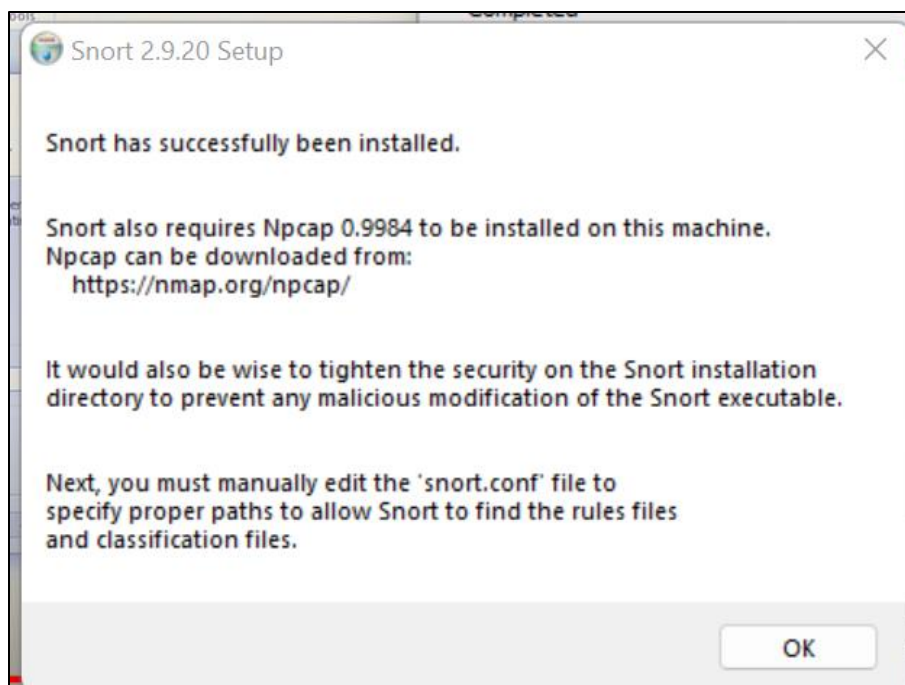 Completed
Snort 2.9.20 Setup
Snort has successfully been installed.
Snort also requires Npcap 0.9984 to be installed on this machine.
Npcap can be downloaded from:
https://nmap.org/npcap/
It would also be wise to tighten the security on the Snort installation
directory to prevent any malicious modification of the Snort executable.
Next, you must manually edit the 'snort.conf' file to
specify proper paths to allow Snort to find the rules files
and classification files.
OK